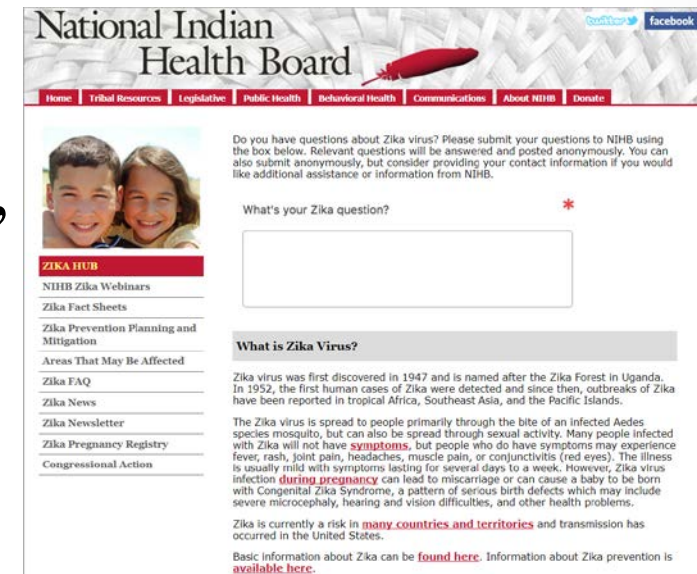 National Indian
Health Board
twitter
facebook
Home Tribal Resources Legislative Public Health Behavioral Health Communications About NIHB Donate
ZIKA HUB
NIHB Zika Webinars
Zika Fact Sheets
Zika Prevention Planning and
Mitigation
Areas That May Be Affected
Zika FAQ
Zika News
Zika Newsletter
Zika Pregnancy Registry
Congressional Action
Do you have questions about Zika virus? Please submit your questions to NIHB using
the box below. Relevant questions will be answered and posted anonymously. You can
also submit anonymously, but consider providing your contact information if you would
like additional assistance or information from NIHB.
What's your Zika question? *
What is Zika Virus?
Zika virus was first discovered in 1947 and is named after the Zika Forest in Uganda.
In 1952, the first human cases of Zika were detected and since then, outbreaks of Zika
have been reported in tropical Africa, Southeast Asia, and the Pacific Islands.
The Zika virus is spread to people primarily through the bite of an infected Aedes
species mosquito, but can also be spread through sexual activity. Many people infected
with Zika will not have symptoms, but people who do have symptoms may experience
fever, rash, joint pain, headaches, muscle pain, or conjunctivitis (red eyes). The illness
is usually mild with symptoms lasting for several days to a week. However, Zika virus
infection during pregnancy can lead to miscarriage or can cause a baby to be born
with Congenital Zika Syndrome, a pattern of serious birth defects which may include
severe microcephaly, hearing and vision difficulties, and other health problems.
Zika is currently a risk in many countries and territories and transmission has
occurred in the United States.
Basic information about Zika can be found here. Information about Zika prevention is
available here.